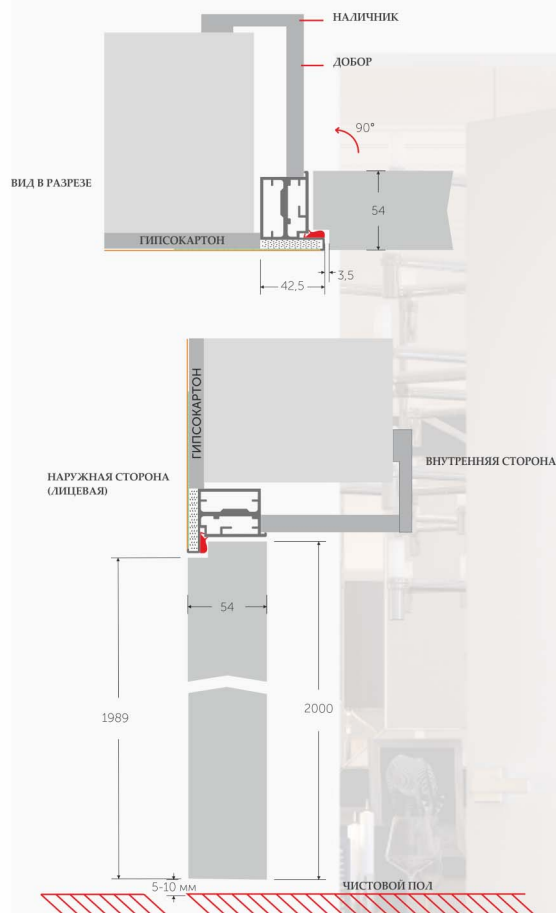 НАЛИЧНИК
ДОБОР
90°
ВИД В РАЗРЕЗЕ
54
ГИПСОКАРТОН
3,5
42,5
ГИПСОКАРТОН
ВНУТРЕННЯЯ СТОРОНА
НАРУЖНАЯ СТОРОНА
(ЛИЦЕВАЯ)
54
1989
2000
5-10 мм
ЧИСТОВОЙ ПОЛ